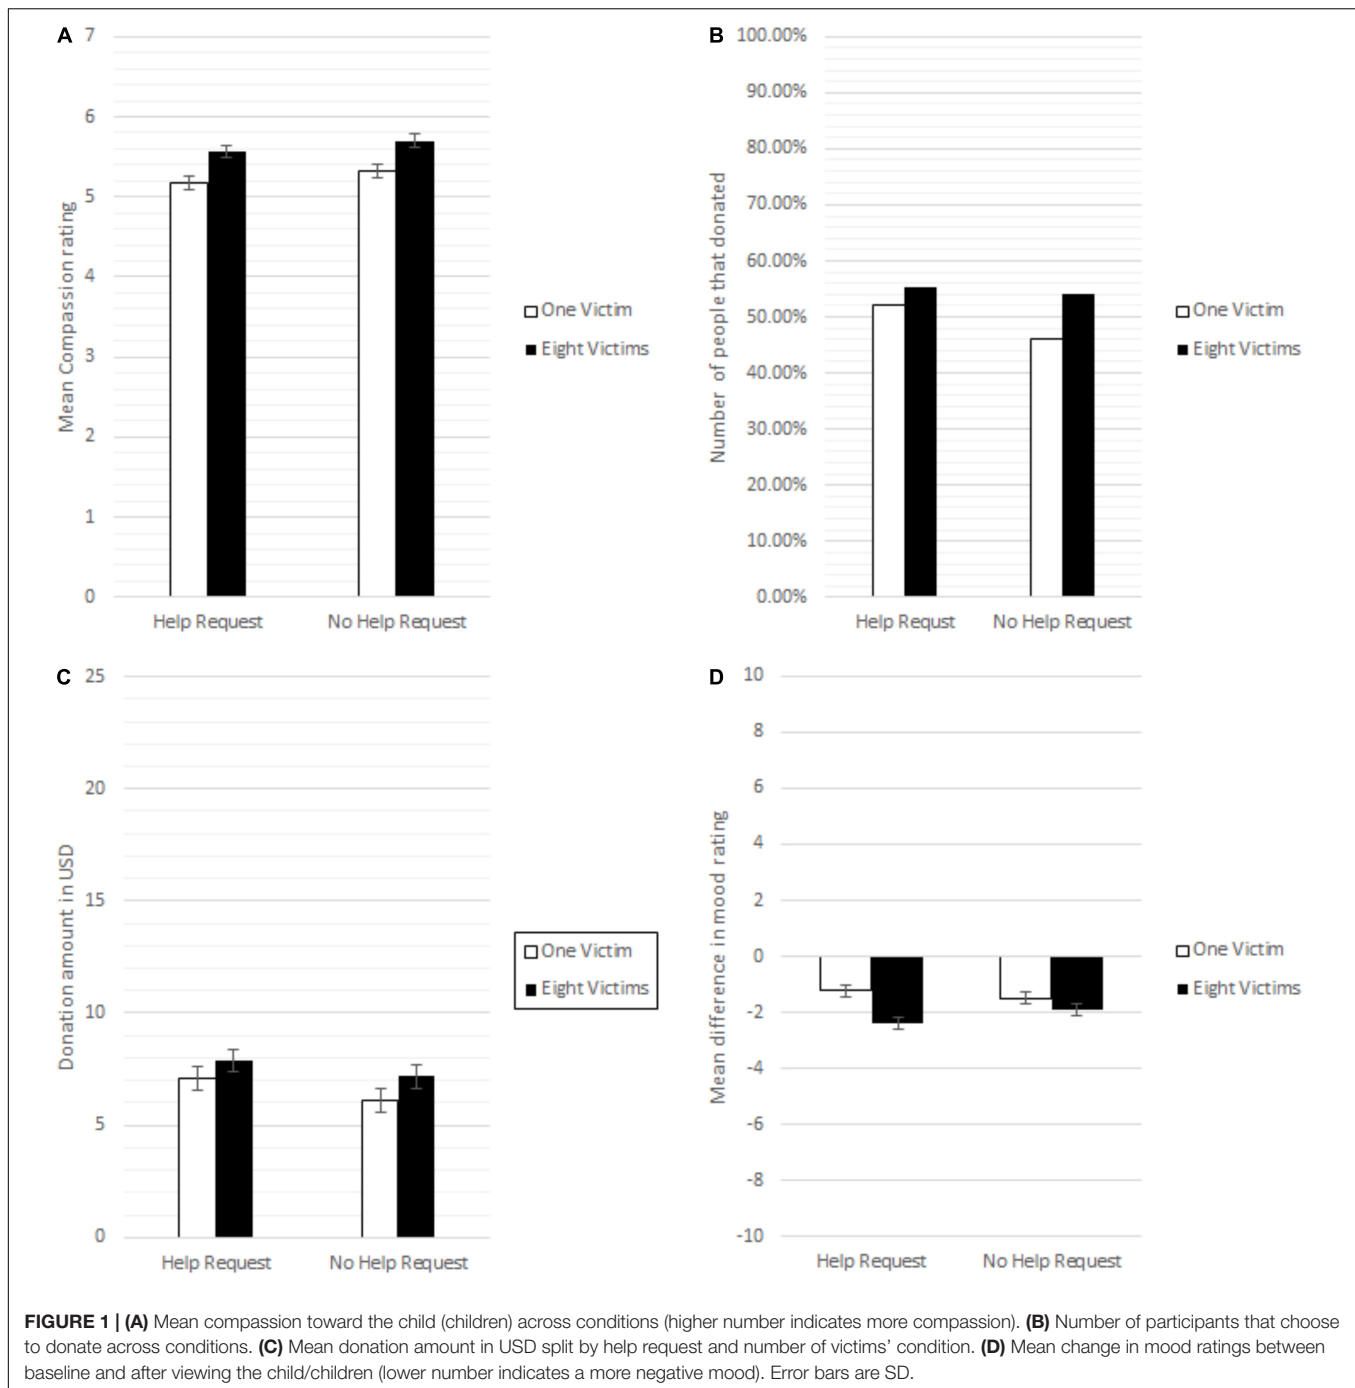 A
7
6
5
4
3
2
1
0
Mean Compassion rating
Help Request
No Help Request
One Victim
Eight Victims
B
100.00%
90.00%
80.00%
70.00%
60.00%
50.00%
40.00%
30.00%
20.00%
10.00%
0.00%
Number of people that donated
Help Requst
No Help Request
One Victim
Eight Victims
C
25
20
15
10
5
0
Donation amount in USD
Help Request
No Help Request
One Victim
Eight Victims
D
10
8
6
4
2
0
-2
-4
-6
-8
-10
Mean difference in mood rating
Help Request
No Help Request
One Victim
Eight Victims
FIGURE 1 | (A) Mean compassion toward the child (children) across conditions (higher number indicates more compassion). (B) Number of participants that choose
to donate across conditions. (C) Mean donation amount in USD split by help request and number of victims’ condition. (D) Mean change in mood ratings between
baseline and after viewing the child/children (lower number indicates a more negative mood). Error bars are SD.